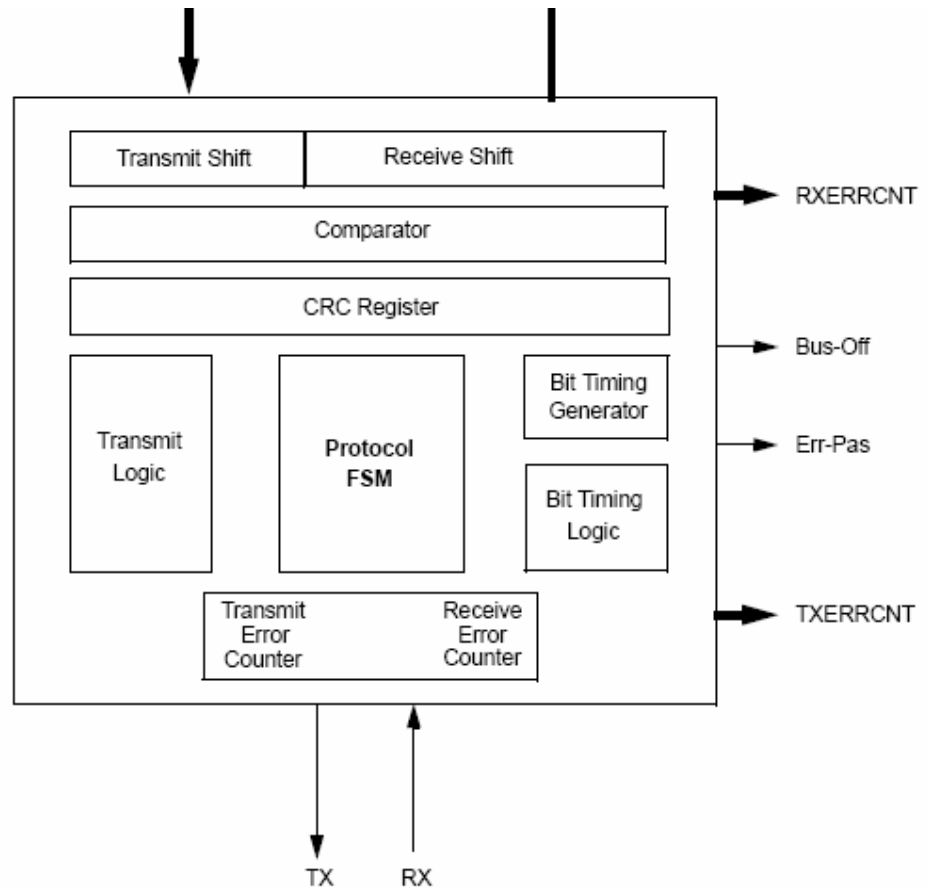 Transmit Shift
Receive Shift
RXERRCNT
Comparator
CRC Register
Bus-Off
Bit Timing
Generator
Transmit
Logic
Protocol
FSM
Err-Pas
Bit Timing
Logic
Transmit
Error
Counter
Receive
Error
Counter
TXERRCNT
TX
RX